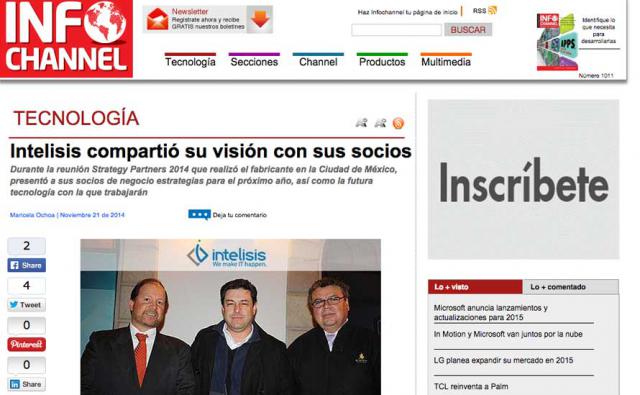 INFO
CHANNEL
Newsletter
Regístrate ahora y recibe
GRATIS nuestros boletines
Haz Infochannel tu página de inicio
RSS
BUSCAR
Identifique lo
que necesita
para
desarrollarlas
Número 1011
Tecnología
Secciones
Channel
Productos
Multimedia
TECNOLOGÍA
Intelisis compartió su visión con sus socios
Durante la reunión Strategy Partners 2014 que realizó el fabricante en la Ciudad de México,
presentó a sus socios de negocio estrategias para el próximo año, así como la futura
tecnología con la que trabajarán
Maricela Ochoa | Noviembre 21 de 2014
Deja tu comentario
2
Share
4
Tweet
0
Pinterest
0
Share
intelisis
We make IT happen.
Inscríbete
Lo + visto
Lo + comentado
Microsoft anuncia lanzamientos y
actualizaciones para 2015
In Motion y Microsoft van juntos por la nube
LG planea expandir su mercado en 2015
TCL reinventa a Palm